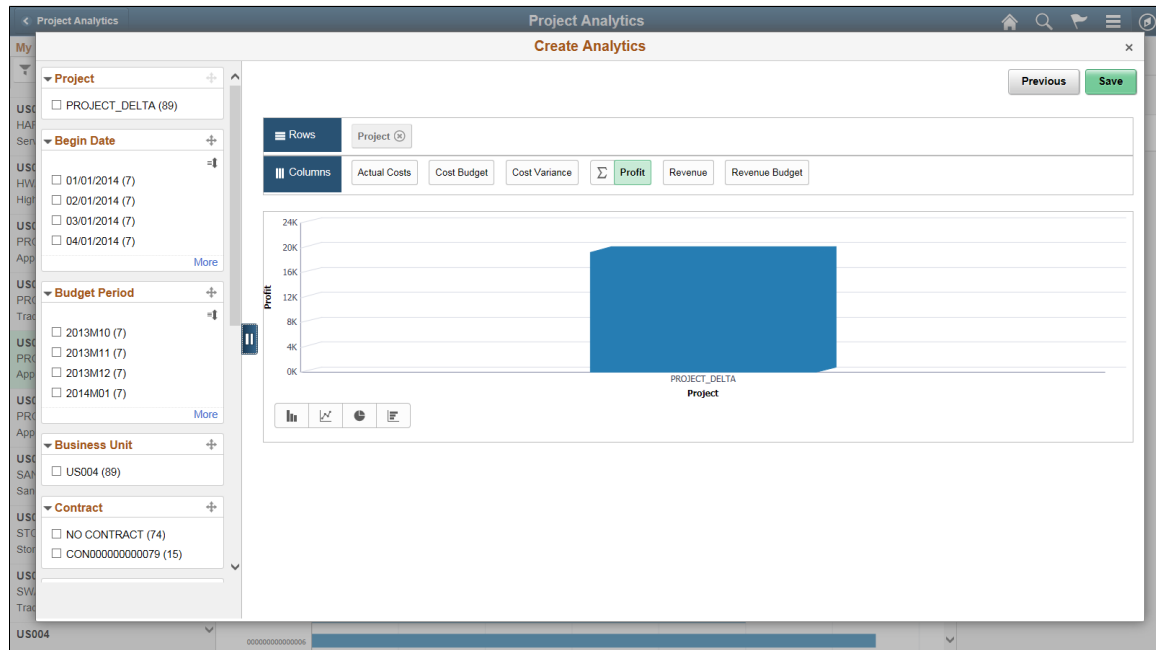 Project Analytics
Project Analytics
My
Create Analytics
×
Previous
Save
Project
PROJECT_DELTA (89)
Begin Date
01/01/2014 (7)
02/01/2014 (7)
03/01/2014 (7)
04/01/2014 (7)
More
Budget Period
2013M10 (7)
2013M11 (7)
2013M12 (7)
2014M01 (7)
More
Business Unit
US004 (89)
Contract
NO CONTRACT (74)
CON000000000079 (15)
Rows
Project
Columns
Actual Costs
Cost Budget
Cost Variance
Σ
Profit
Revenue
Revenue Budget
24K
20K
16K
12K
8K
4K
0K
Profit
PROJECT_DELTA
Project
US004
000000000000006